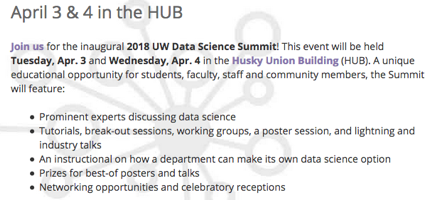 April 3 & 4 in the HUB
Join us for the inaugural 2018 UW Data Science Summit! This event will be held
Tuesday, Apr. 3 and Wednesday, Apr. 4 in the Husky Union Building (HUB). A unique
educational opportunity for students, faculty, staff and community members, the Summit
will feature:
• Prominent experts discussing data science
• Tutorials, break-out sessions, working groups, a poster session, and lightning and
industry talks
• An instructional on how a department can make its own data science option
• Prizes for best-of posters and talks
• Networking opportunities and celebratory receptions